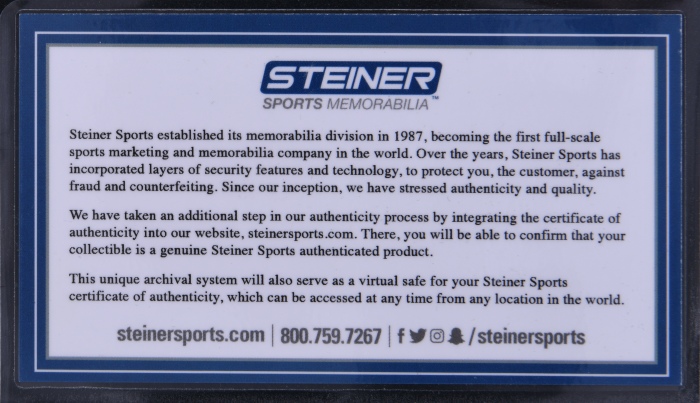 STEINER
SPORTS MEMORABILIA™
Steiner Sports established its memorabilia division in 1987, becoming the first full-scale
sports marketing and memorabilia company in the world. Over the years, Steiner Sports has
incorporated layers of security features and technology, to protect you, the customer, against
fraud and counterfeiting. Since our inception, we have stressed authenticity and quality.
We have taken an additional step in our authenticity process by integrating the certificate of
authenticity into our website, steinersports.com. There, you will be able to confirm that your
collectible is a genuine Steiner Sports authenticated product.
This unique archival system will also serve as a virtual safe for your Steiner Sports
certificate of authenticity, which can be accessed at any time from any location in the world.
steinersports.com | 800.759.7267 | f /steinersports